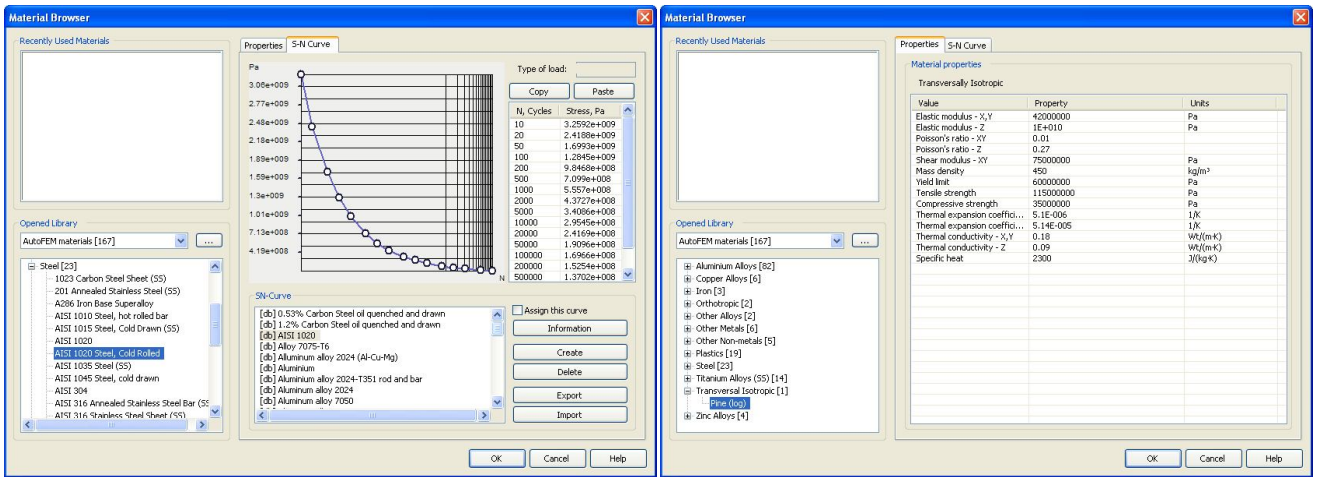 Material Browser
Recently Used Materials
Opened Library
AutoFEM materials [167]
...
Steel [23]
1023 Carbon Steel Sheet (SS)
201 Annealed Stainless Steel (SS)
A286 Iron Base Superalloy
AISI 1010 Steel, hot rolled bar
AISI 1015 Steel, Cold Drawn (SS)
AISI 1020
AISI 1020 Steel, Cold Rolled
AISI 1035 Steel (SS)
AISI 1045 Steel, cold drawn
AISI 304
AISI 316 Annealed Stainless Steel Bar (SS
AISI 316 Stainless Steel Sheet (SS)
Properties S-N Curve
Pa
3.06e+009
2.77e+009
2.48e+009
2.18e+009
1.89e+009
1.59e+009
1.3e+009
1.01e+009
7.13e+008
4.19e+008
N
Type of load:
Copy Paste
N, Cycles Stress, Pa
10 3.2592e+009
20 2.4188e+009
50 1.6993e+009
100 1.2845e+009
200 9.8468e+008
500 7.099e+008
1000 5.557e+008
2000 4.3727e+008
5000 3.4086e+008
10000 2.9545e+008
20000 2.4169e+008
50000 1.9096e+008
100000 1.6966e+008
200000 1.5254e+008
500000 1.3702e+008
SN-Curve
[db] 0.53% Carbon Steel oil quenched and drawn
[db] 1.2% Carbon Steel oil quenched and drawn
[db] AISI 1020
[db] Alloy 7075-T6
[db] Aluminum alloy 2024 (Al-Cu-Mg)
[db] Aluminium
[db] Aluminum alloy 2024-T351 rod and bar
[db] Aluminum alloy 2024
[db] Aluminum alloy 7050
Assign this curve
Information
Create
Delete
Export
Import
OK Cancel Help
Material Browser
Recently Used Materials
Opened Library
AutoFEM materials [167]
...
Aluminium Alloys [82]
Copper Alloys [6]
Iron [3]
Orthotropic [2]
Other Alloys [2]
Other Metals [6]
Other Non-metals [5]
Plastics [19]
Steel [23]
Titanium Alloys (SS) [14]
Transversal Isotropic [1]
Pine (log)
Zinc Alloys [4]
Properties S-N Curve
Material properties
Transversally Isotropic
Value Property Units
Elastic modulus - X,Y 42000000 Pa
Elastic modulus - Z 1E+010 Pa
Poisson's ratio - XY 0.01
Poisson's ratio - Z 0.27
Shear modulus - XY 75000000 Pa
Mass density 450 kg/m³
Yield limit 60000000 Pa
Tensile strength 115000000 Pa
Compressive strength 35000000 Pa
Thermal expansion coeffici... 5.1E-006 1/K
Thermal expansion coeffici... 5.14E-005 1/K
Thermal conductivity - X,Y 0.18 Wt/(m·K)
Thermal conductivity - Z 0.09 Wt/(m·K)
Specific heat 2300 J/(kg·K)
OK Cancel Help